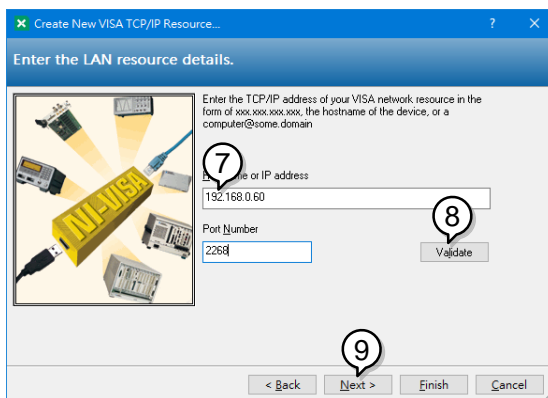 Create New VISA TCP/IP Resource...
Enter the LAN resource details.
Enter the TCP/IP address of your VISA network resource in the
form of xxx.xxx.xxx.xxx, the hostname of the device, or a
computer@some.domain
7
or IP address
192.168.0.60
8
Port Number
2268
Validate
NI-VISA
9
< Back Next > Finish Cancel